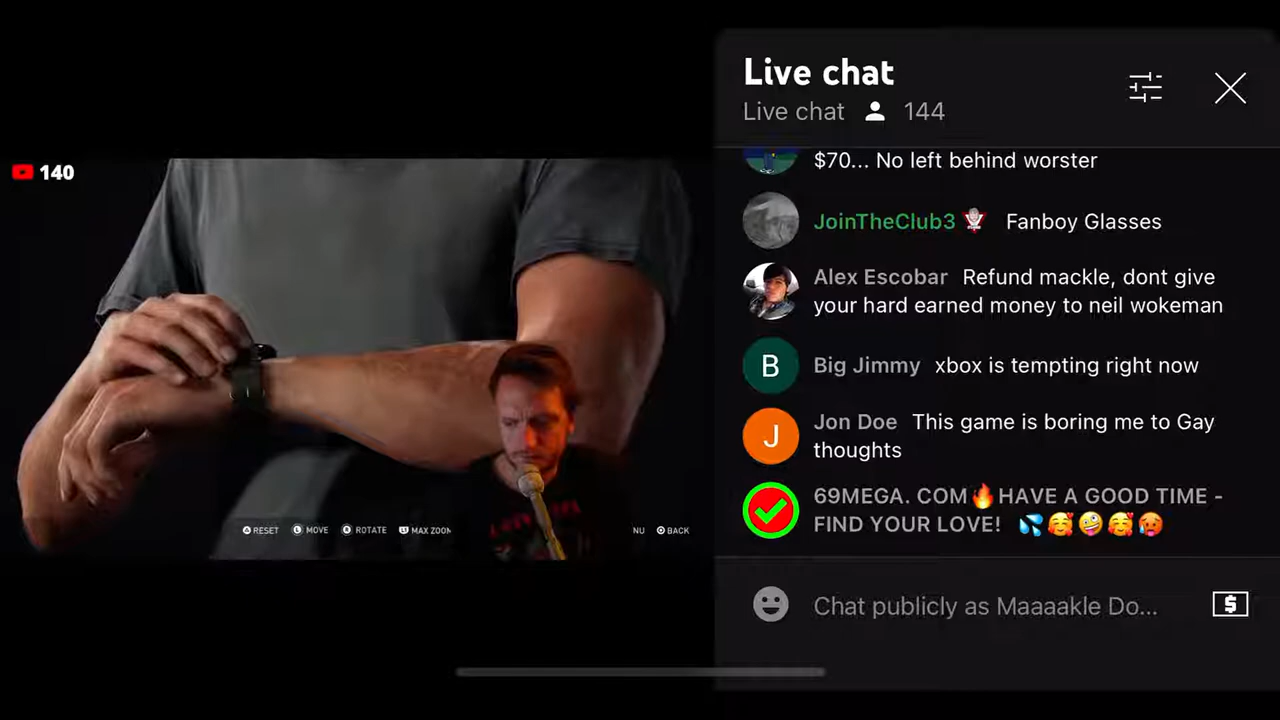 Live chat
Live chat 144
140
$70... No left behind worster
JoinTheClub3 Fanboy Glasses
Alex Escobar Refund mackle, dont give
your hard earned money to neil wokeman
B Big Jimmy xbox is tempting right now
J Jon Doe This game is boring me to Gay
thoughts
69MEGA. COM🔥HAVE A GOOD TIME -
FIND YOUR LOVE! 💦🥰🤪🥰🥵
A RESET L MOVE R ROTATE MAX ZOOM
NU BACK
Chat publicly as Maaaakle Do...
$